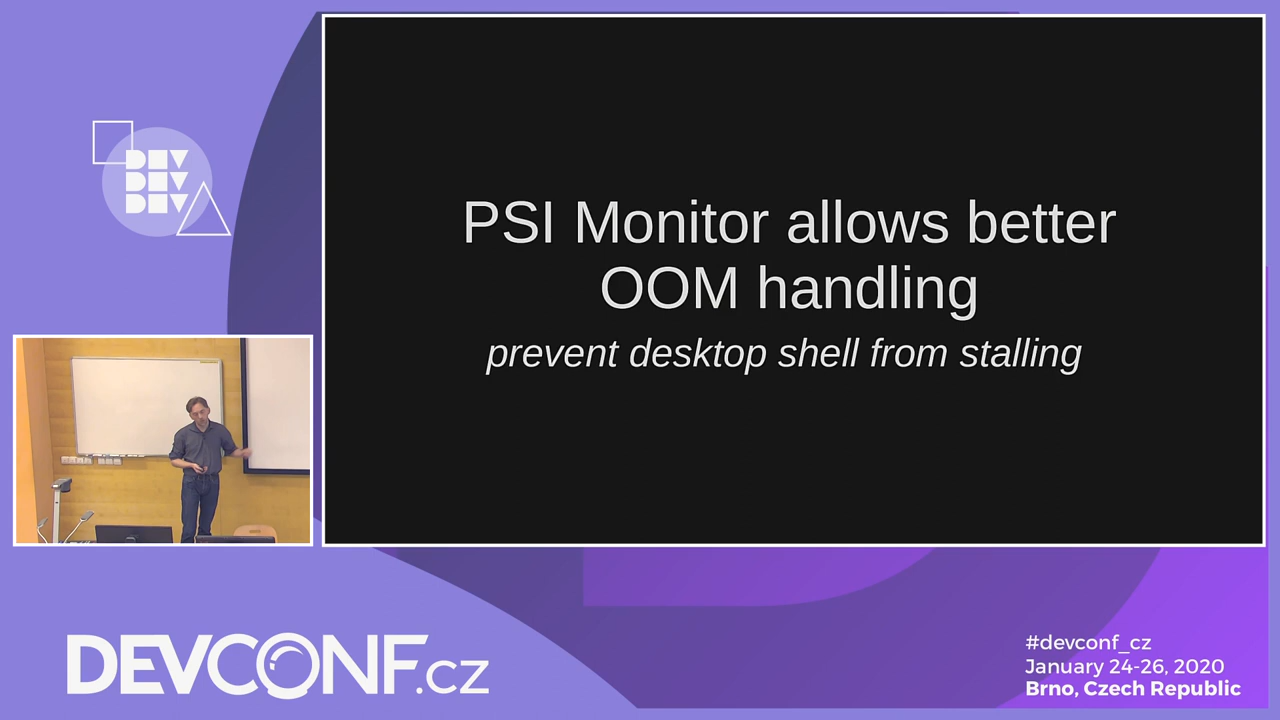 DEV
DEV
DEV
PSI Monitor allows better
OOM handling
prevent desktop shell from stalling
DEVCONF.cz
#devconf_cz
January 24-26, 2020
Brno, Czech Republic